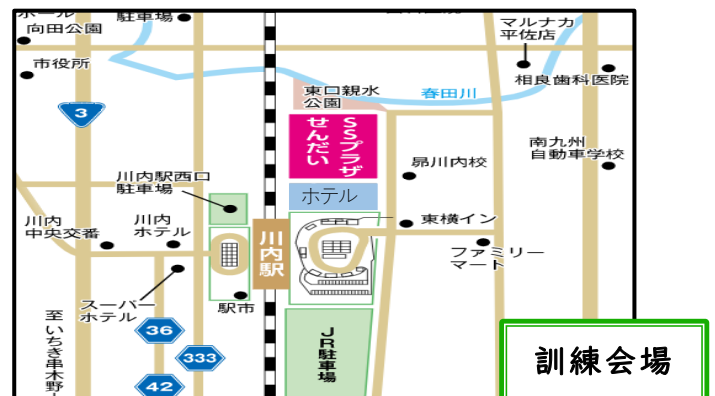 ホール
向田公園
駐車場
マルナカ
平佐店
市役所
相良歯科医院
東口親水
公園
春田川
3
SSプラザ
せんだい
南九州
自動車学校
昴川内校
川内駅西口
駐車場
ホテル
川内
中央交番
川内
ホテル
東横イン
川内駅
ファミリー
マート
スーパー
ホテル
駅市
至いちき串木野
36
333
42
JR駐車場
訓練会場